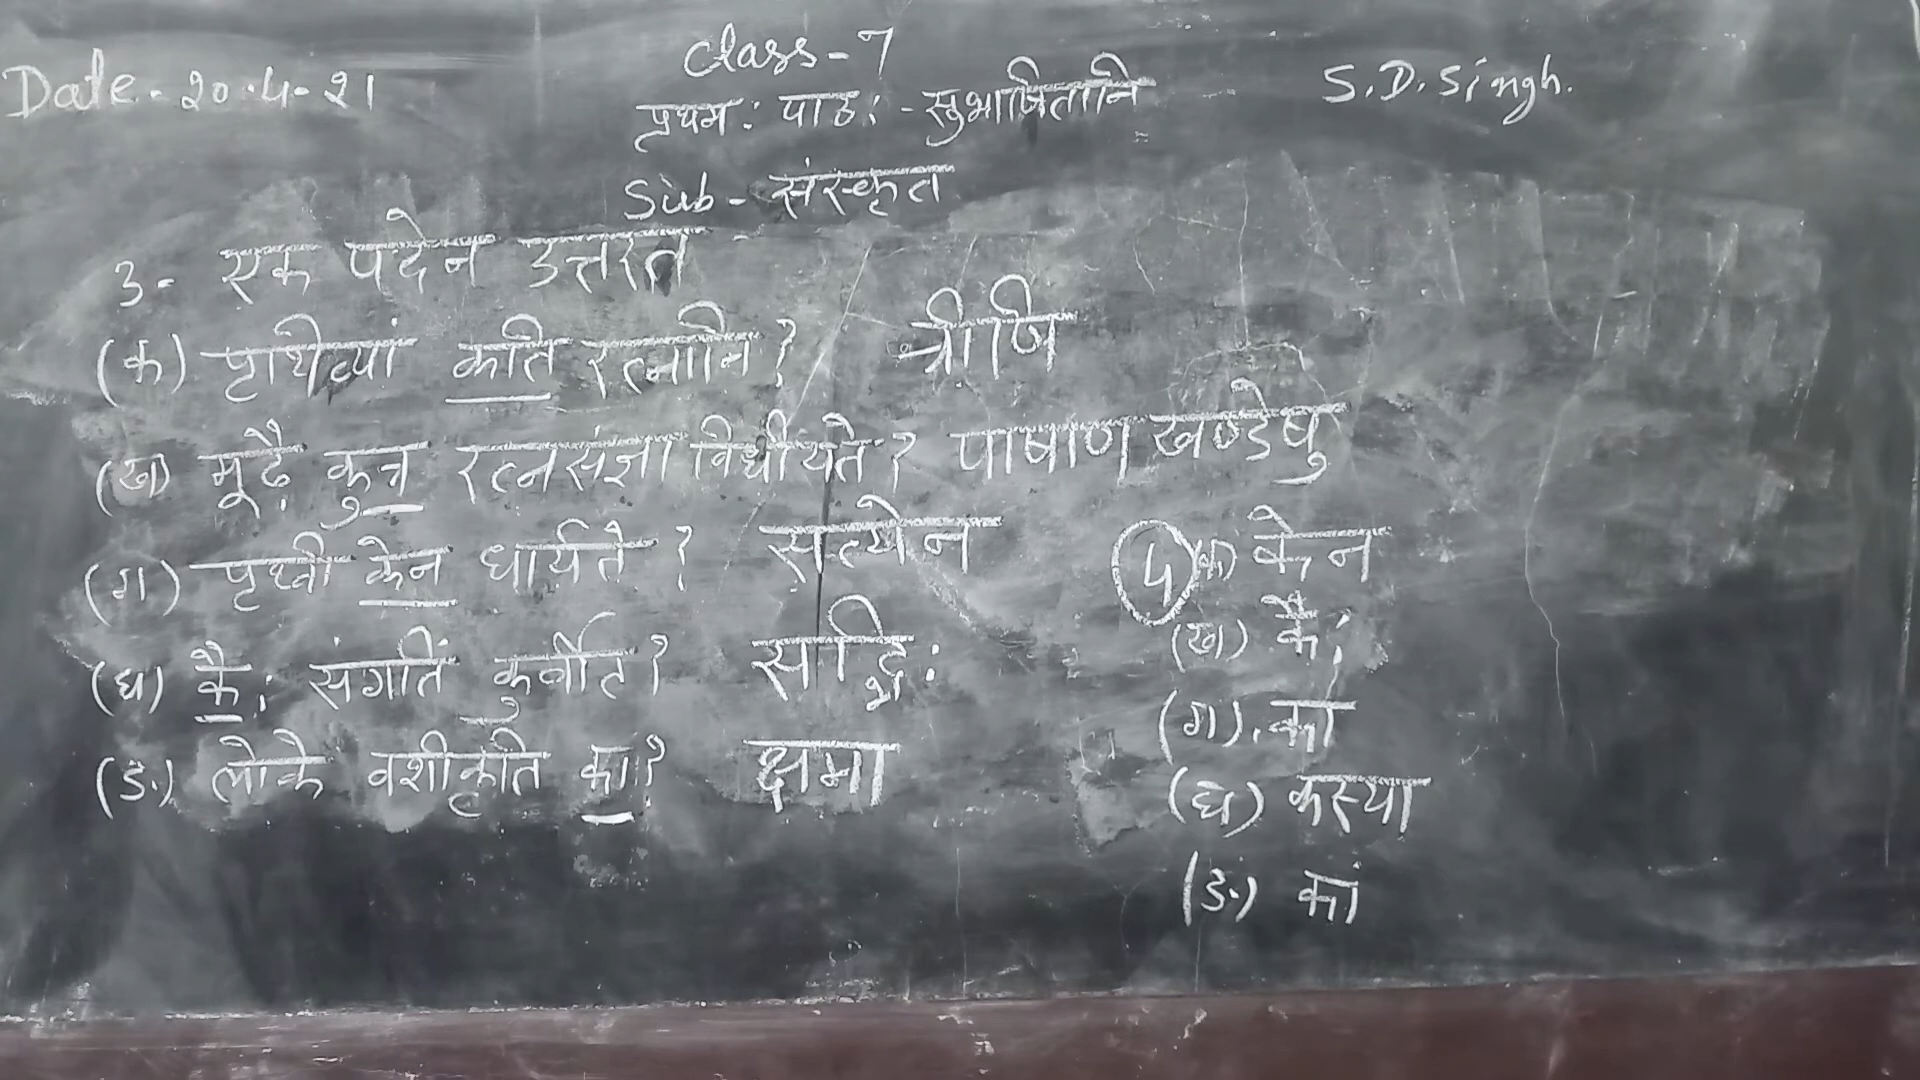 Class-7
Date.-20.4-21
S.D.Singh.
प्रथम: पाठ: - सुभाषितानि
Sub- संस्कृत
3- एक पदेन उत्तरत
(क) पृथिव्यां कति रत्नानि? त्रीणि
(ख) मूढै़ कुत्र रत्नसंज्ञा विधीयते? पाषाण खण्डेषु
(ग) पृथ्वी केन धार्यते? सत्येन
(घ) कै: संगतिं कुर्वीत? सद्भि:
(ङ) लोके वशीकृति का? क्षमा
5 (क) केन
(ख) कै:
(ग). का
(घ) कस्या
(ङ) कां